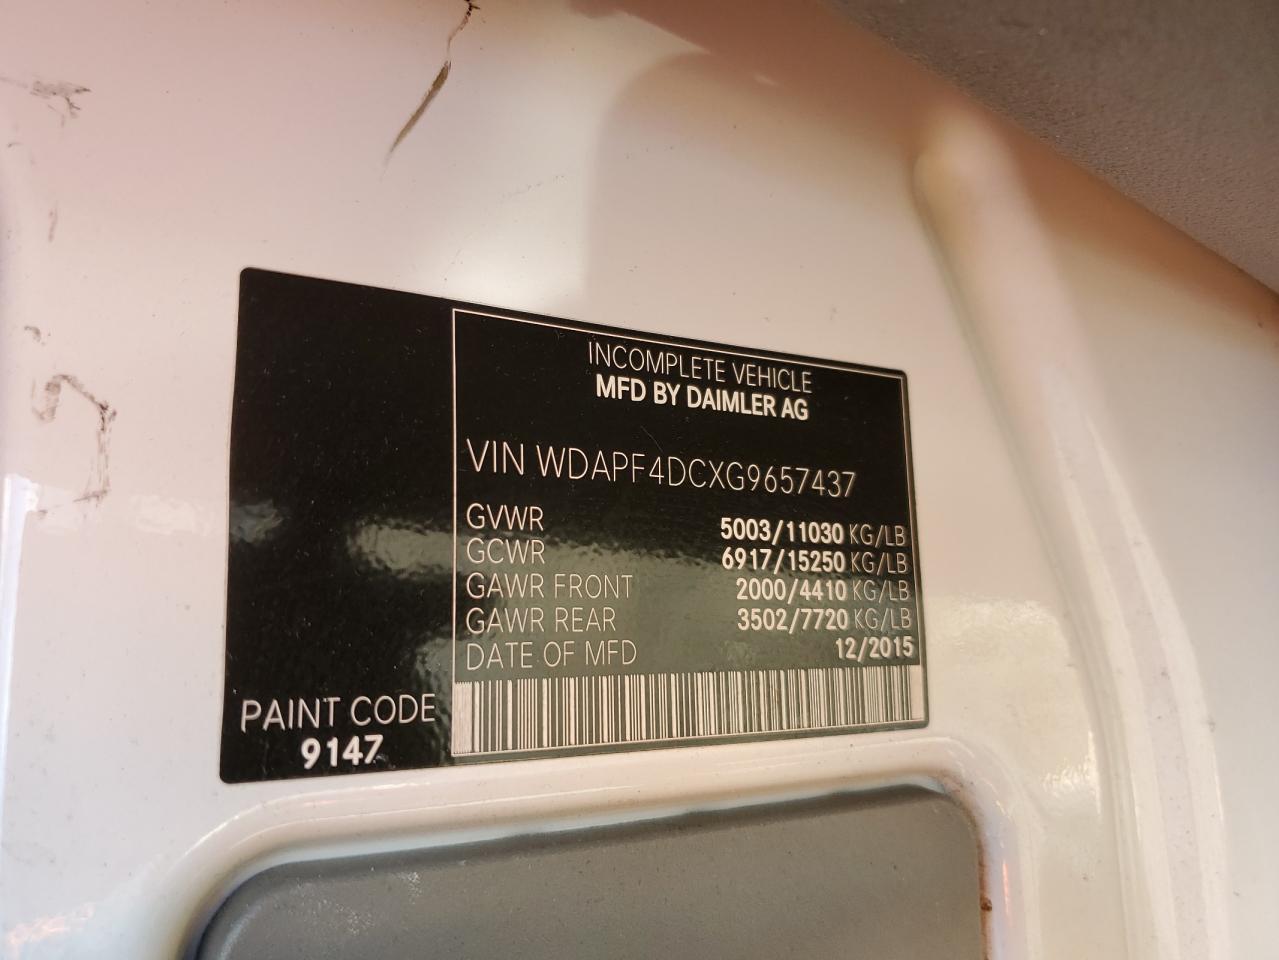 INCOMPLETE VEHICLE
MFD BY DAIMLER AG
VIN WDAPF4DCXG9657437
GVWR 5003/11030 KG/LB
GCWR 6917/15250 KG/LB
GAWR FRONT 2000/4410 KG/LB
GAWR REAR 3502/7720 KG/LB
DATE OF MFD 12/2015
PAINT CODE
9147